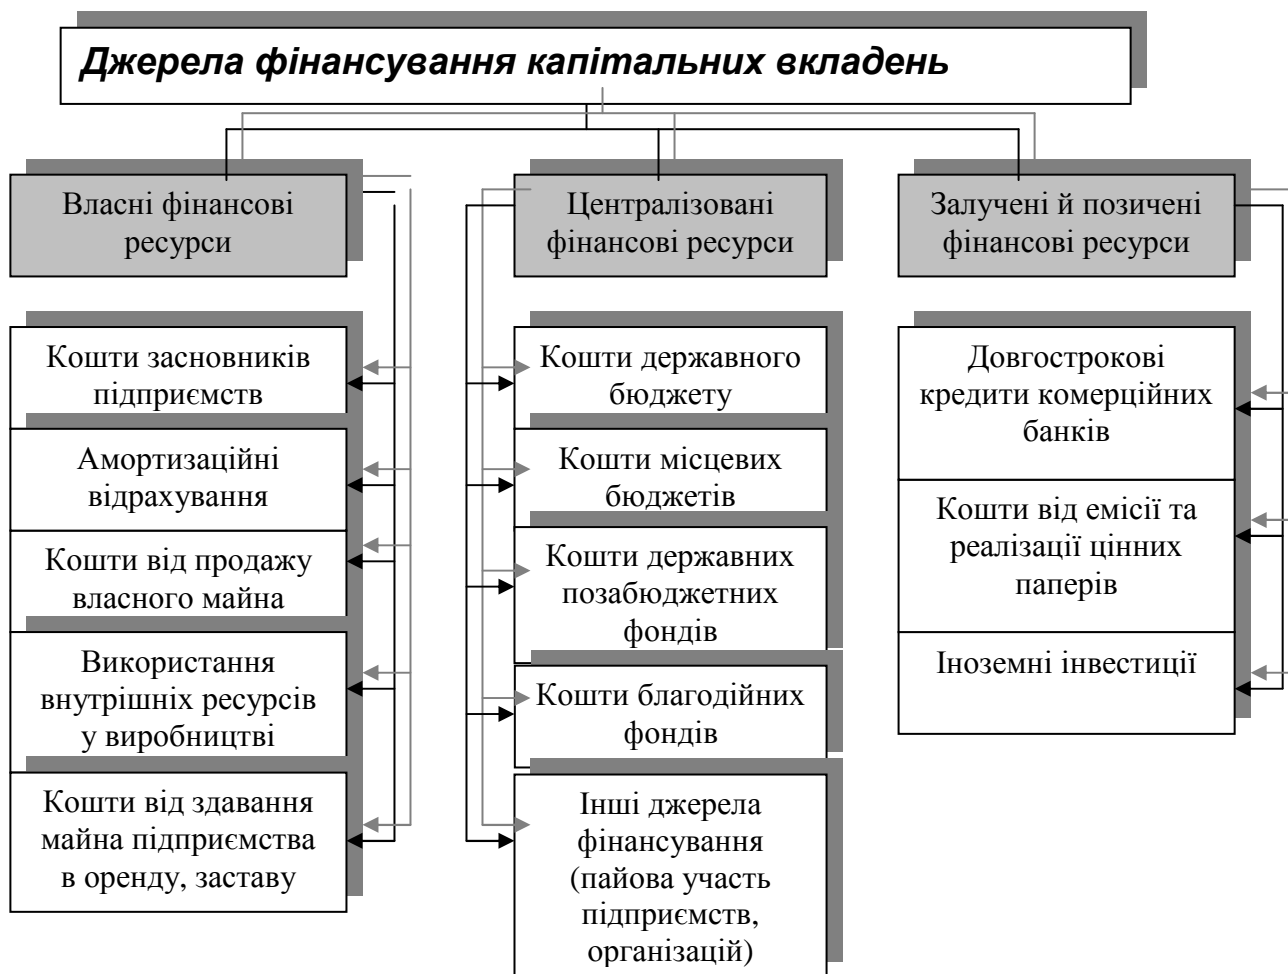 Джерела фінансування капітальних вкладень
Власні фінансові
ресурси
Централізовані
фінансові ресурси
Залучені й позичені
фінансові ресурси
Кошти засновників
підприємств
Амортизаційні
відрахування
Кошти від продажу
власного майна
Використання
внутрішніх ресурсів
у виробництві
Кошти від здавання
майна підприємства
в оренду, заставу
Кошти державного
бюджету
Кошти місцевих
бюджетів
Кошти державних
позабюджетних
фондів
Кошти благодійних
фондів
Інші джерела
фінансування
(пайова участь
підприємств,
організацій)
Довгострокові
кредити комерційних
банків
Кошти від емісії та
реалізації цінних
паперів
Іноземні інвестиції